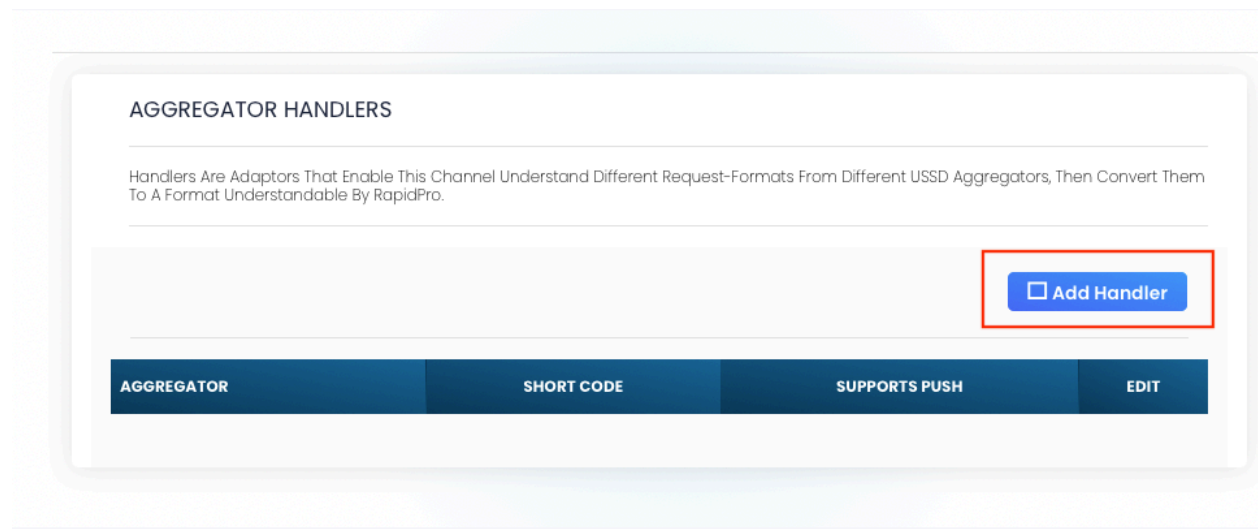 AGGREGATOR HANDLERS
Handlers Are Adaptors That Enable This Channel Understand Different Request-Formats From Different USSD Aggregators, Then Convert Them
To A Format Understandable By RapidPro.
Add Handler
AGGREGATOR SHORT CODE SUPPORTS PUSH EDIT